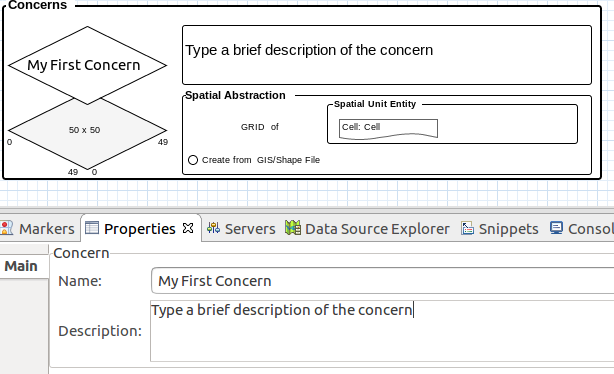 Concerns
My First Concern
Type a brief description of the concern
50 x 50
0
49
49 0
Spatial Abstraction
GRID of
Spatial Unit Entity
Cell: Cell
Create from GIS/Shape File
Markers Properties Servers Data Source Explorer Snippets Consol
Main
Concern
Name: My First Concern
Description: Type a brief description of the concern